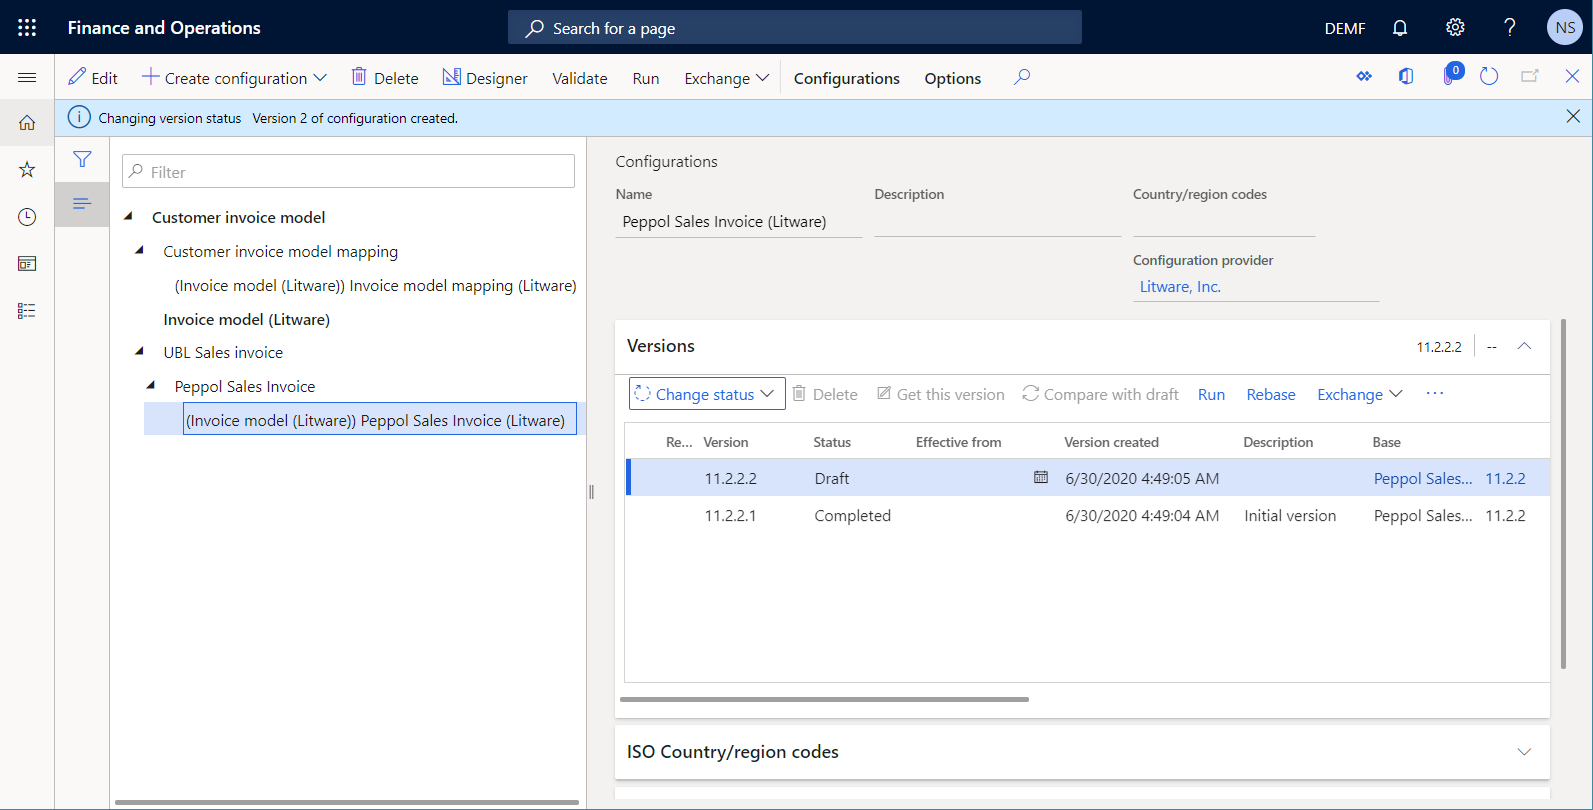 Finance and Operations
Search for a page
DEMF
?
NS
Edit
Create configuration
Delete
Designer
Validate
Run
Exchange
Configurations
Options
0
Changing version status Version 2 of configuration created.
Filter
Customer invoice model
Customer invoice model mapping
(Invoice model (Litware)) Invoice model mapping (Litware)
Invoice model (Litware)
UBL Sales invoice
Peppol Sales Invoice
(Invoice model (Litware)) Peppol Sales Invoice (Litware)
Configurations
Name
Description
Country/region codes
Peppol Sales Invoice (Litware)
Configuration provider
Litware, Inc.
Versions
11.2.2.2
--
Change status
Delete
Get this version
Compare with draft
Run
Rebase
Exchange
...
Re... Version Status Effective from Version created Description Base
11.2.2.2 Draft 6/30/2020 4:49:05 AM Peppol Sales... 11.2.2
11.2.2.1 Completed 6/30/2020 4:49:04 AM Initial version Peppol Sales... 11.2.2
ISO Country/region codes